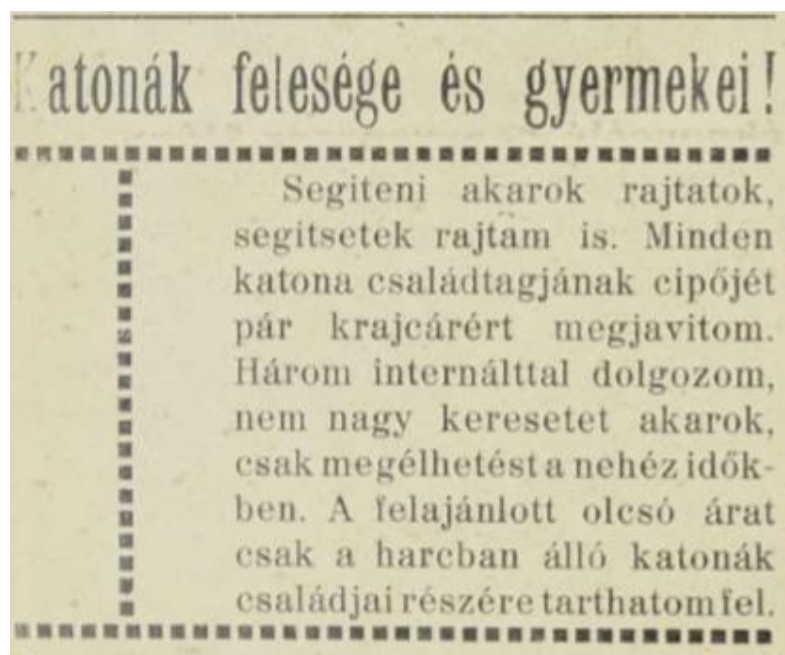 Katonák felesége és gyermekei!
Segiteni akarok rajtatok,
segitsetek rajtam is. Minden
katona családtagjának cipőjét
pár krajcárért megjavitom.
Három internálttal dolgozom,
nem nagy keresetet akarok,
csak megélhetést a nehéz idők-
ben. A felajánlott olcsó árat
csak a harcban álló katonák
családjai részére tarthatom fel.